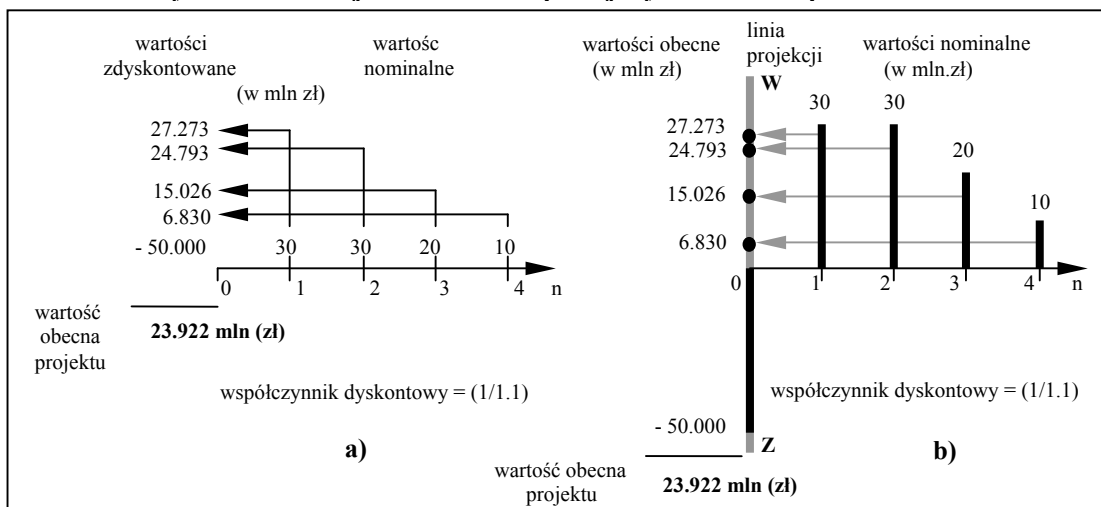 wartości
zdyskontowane
wartośc
nominalne
(w mln zł)
27.273
24.793
15.026
6.830
- 50.000
30 30 20 10
0 1 2 3 4 n
wartość
obecna
projektu
23.922 mln (zł)
współczynnik dyskontowy = (1/1.1)
a)
wartości obecne
(w mln zł)
linia
projekcji
W
wartości nominalne
(w mln.zł)
30 30
20
10
27.273
24.793
15.026
6.830
0 1 2 3 4 n
współczynnik dyskontowy = (1/1.1)
- 50.000
Z
b)
wartość obecna
projektu
23.922 mln (zł)